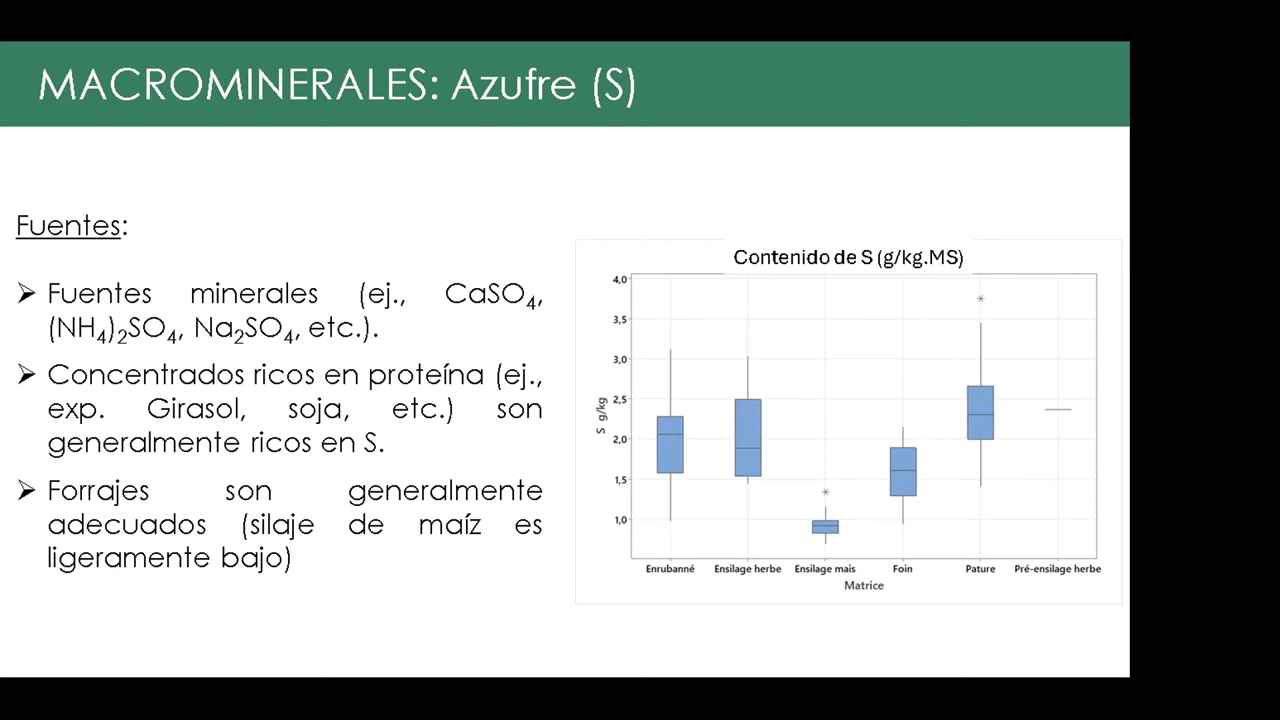 MACROMINERALES: Azufre (S)
Fuentes:
➢ Fuentes minerales (ej., CaSO₄,
(NH₄)₂SO₄, Na₂SO₄, etc.).
➢ Concentrados ricos en proteína (ej.,
exp. Girasol, soja, etc.) son
generalmente ricos en S.
➢ Forrajes son generalmente
adecuados (silaje de maíz es
ligeramente bajo)
Contenido de S (g/kg.MS)
S g/kg
4,0
3,5
3,0
2,5
2,0
1,5
1,0
Enrubanné Ensilage herbe Ensilage mais Foin Pature Pré-ensilage herbe
Matrice